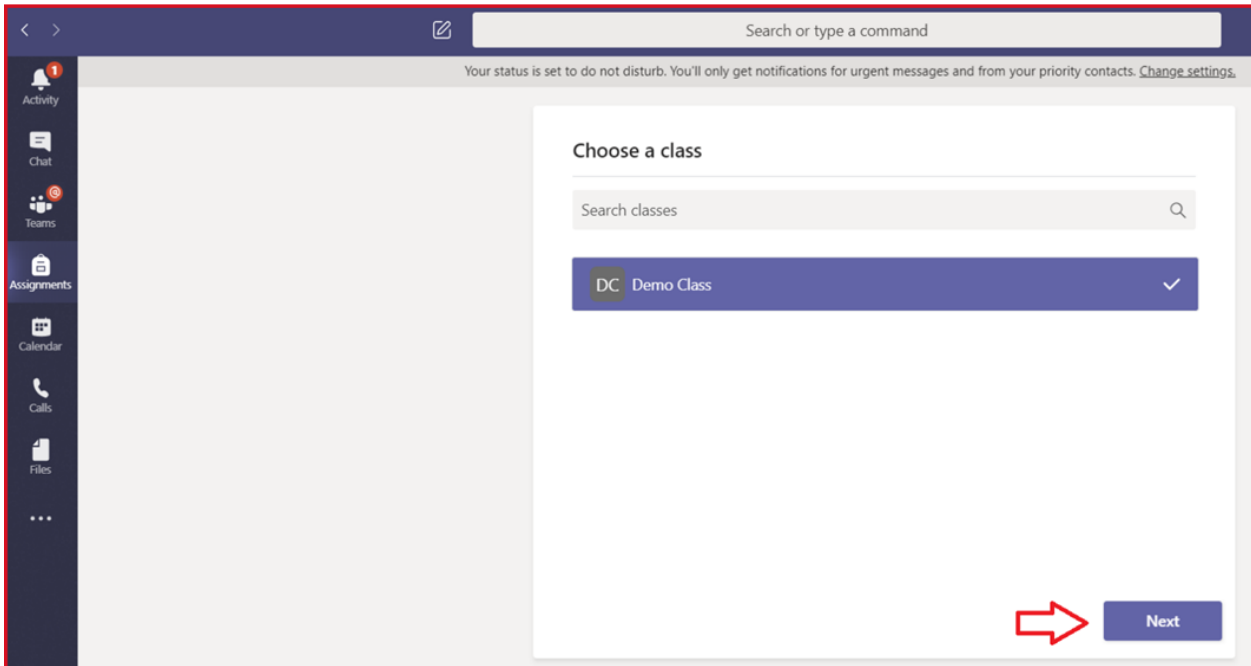 Search or type a command
Your status is set to do not disturb. You'll only get notifications for urgent messages and from your priority contacts. Change settings.
1
Activity
Chat
Teams
Assignments
Calendar
Calls
Files
Choose a class
Search classes
DC Demo Class
Next